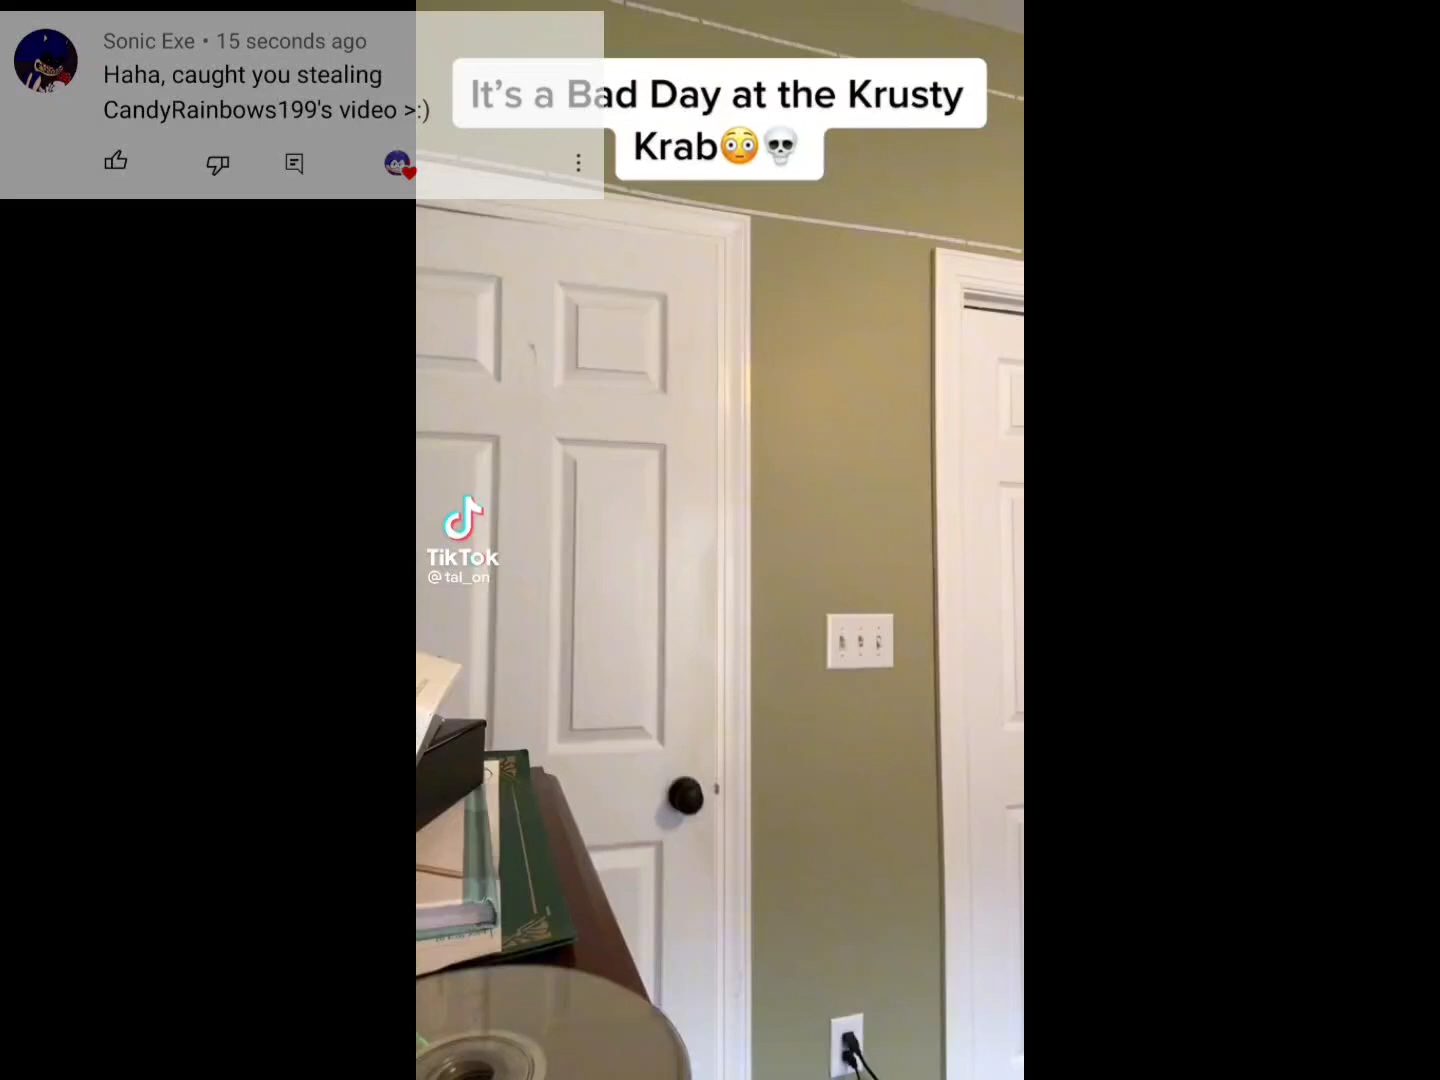 Sonic Exe • 15 seconds ago
Haha, caught you stealing
CandyRainbows199's video >:)
It's a Bad Day at the Krusty
Krab😳💀
TikTok
@tal_on